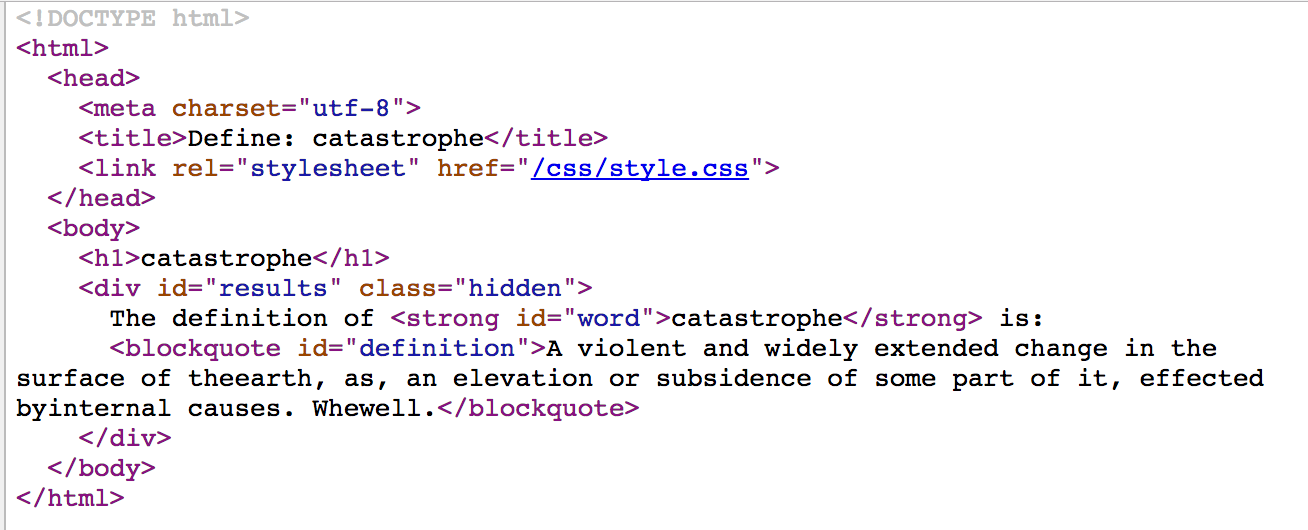 <!DOCTYPE html>
<html>
  <head>
    <meta charset="utf-8">
    <title>Define: catastrophe</title>
    <link rel="stylesheet" href="/css/style.css">
  </head>
  <body>
    <h1>catastrophe</h1>
    <div id="results" class="hidden">
      The definition of <strong id="word">catastrophe</strong> is:
      <blockquote id="definition">A violent and widely extended change in the
surface of theearth, as, an elevation or subsidence of some part of it, effected
byinternal causes. Whewell.</blockquote>
    </div>
  </body>
</html>